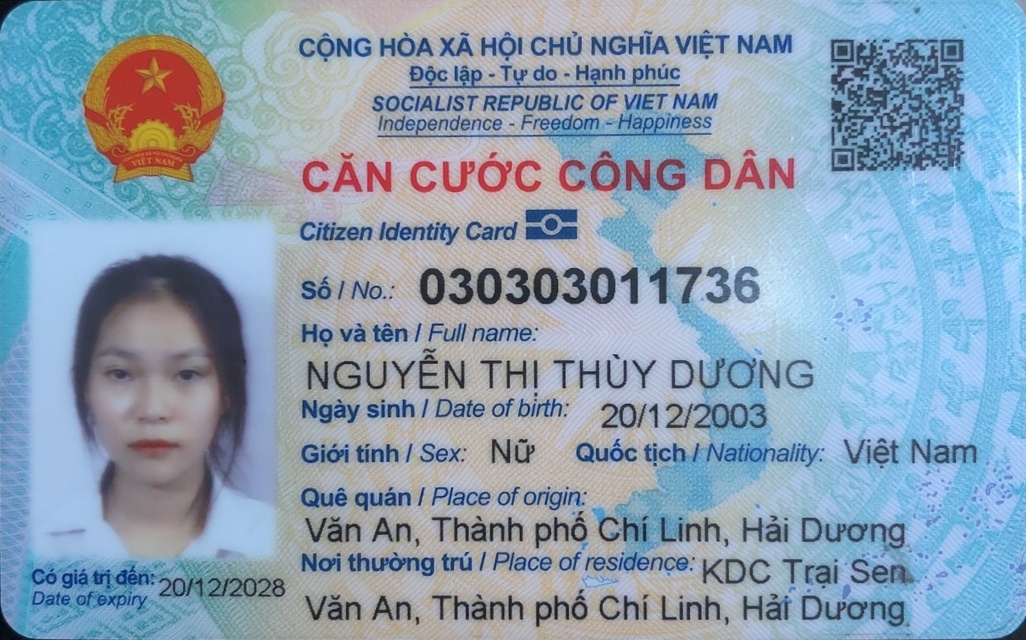 CỘNG HÒA XÃ HỘI CHỦ NGHĨA VIỆT NAM
Độc lập - Tự do - Hạnh phúc
SOCIALIST REPUBLIC OF VIET NAM
Independence - Freedom - Happiness
CĂN CƯỚC CÔNG DÂN
Citizen Identity Card
Số / No.: 030303011736
Họ và tên / Full name:
NGUYỄN THỊ THÙY DƯƠNG
Ngày sinh / Date of birth: 20/12/2003
Giới tính / Sex: Nữ Quốc tịch / Nationality: Việt Nam
Quê quán / Place of origin:
Văn An, Thành phố Chí Linh, Hải Dương
Nơi thường trú / Place of residence: KDC Trại Sen
Văn An, Thành phố Chí Linh, Hải Dương
Có giá trị đến: 20/12/2028
Date of expiry
VIỆT NAM